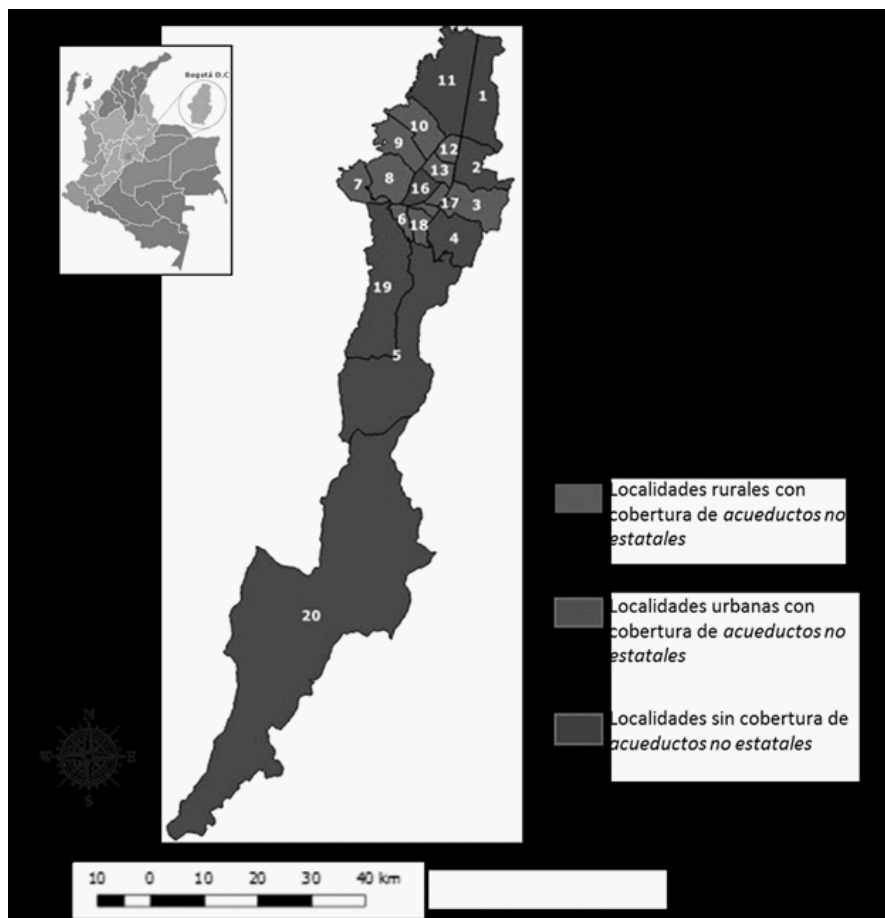 Bogotá D.C
11
1
10
9
12
2
13
8
7
16
17
3
6
18
4
19
5
20
Localidades rurales con
cobertura de acueductos no
estatales
Localidades urbanas con
cobertura de acueductos no
estatales
Localidades sin cobertura de
acueductos no estatales
N
W E
S
10 0 10 20 30 40 km